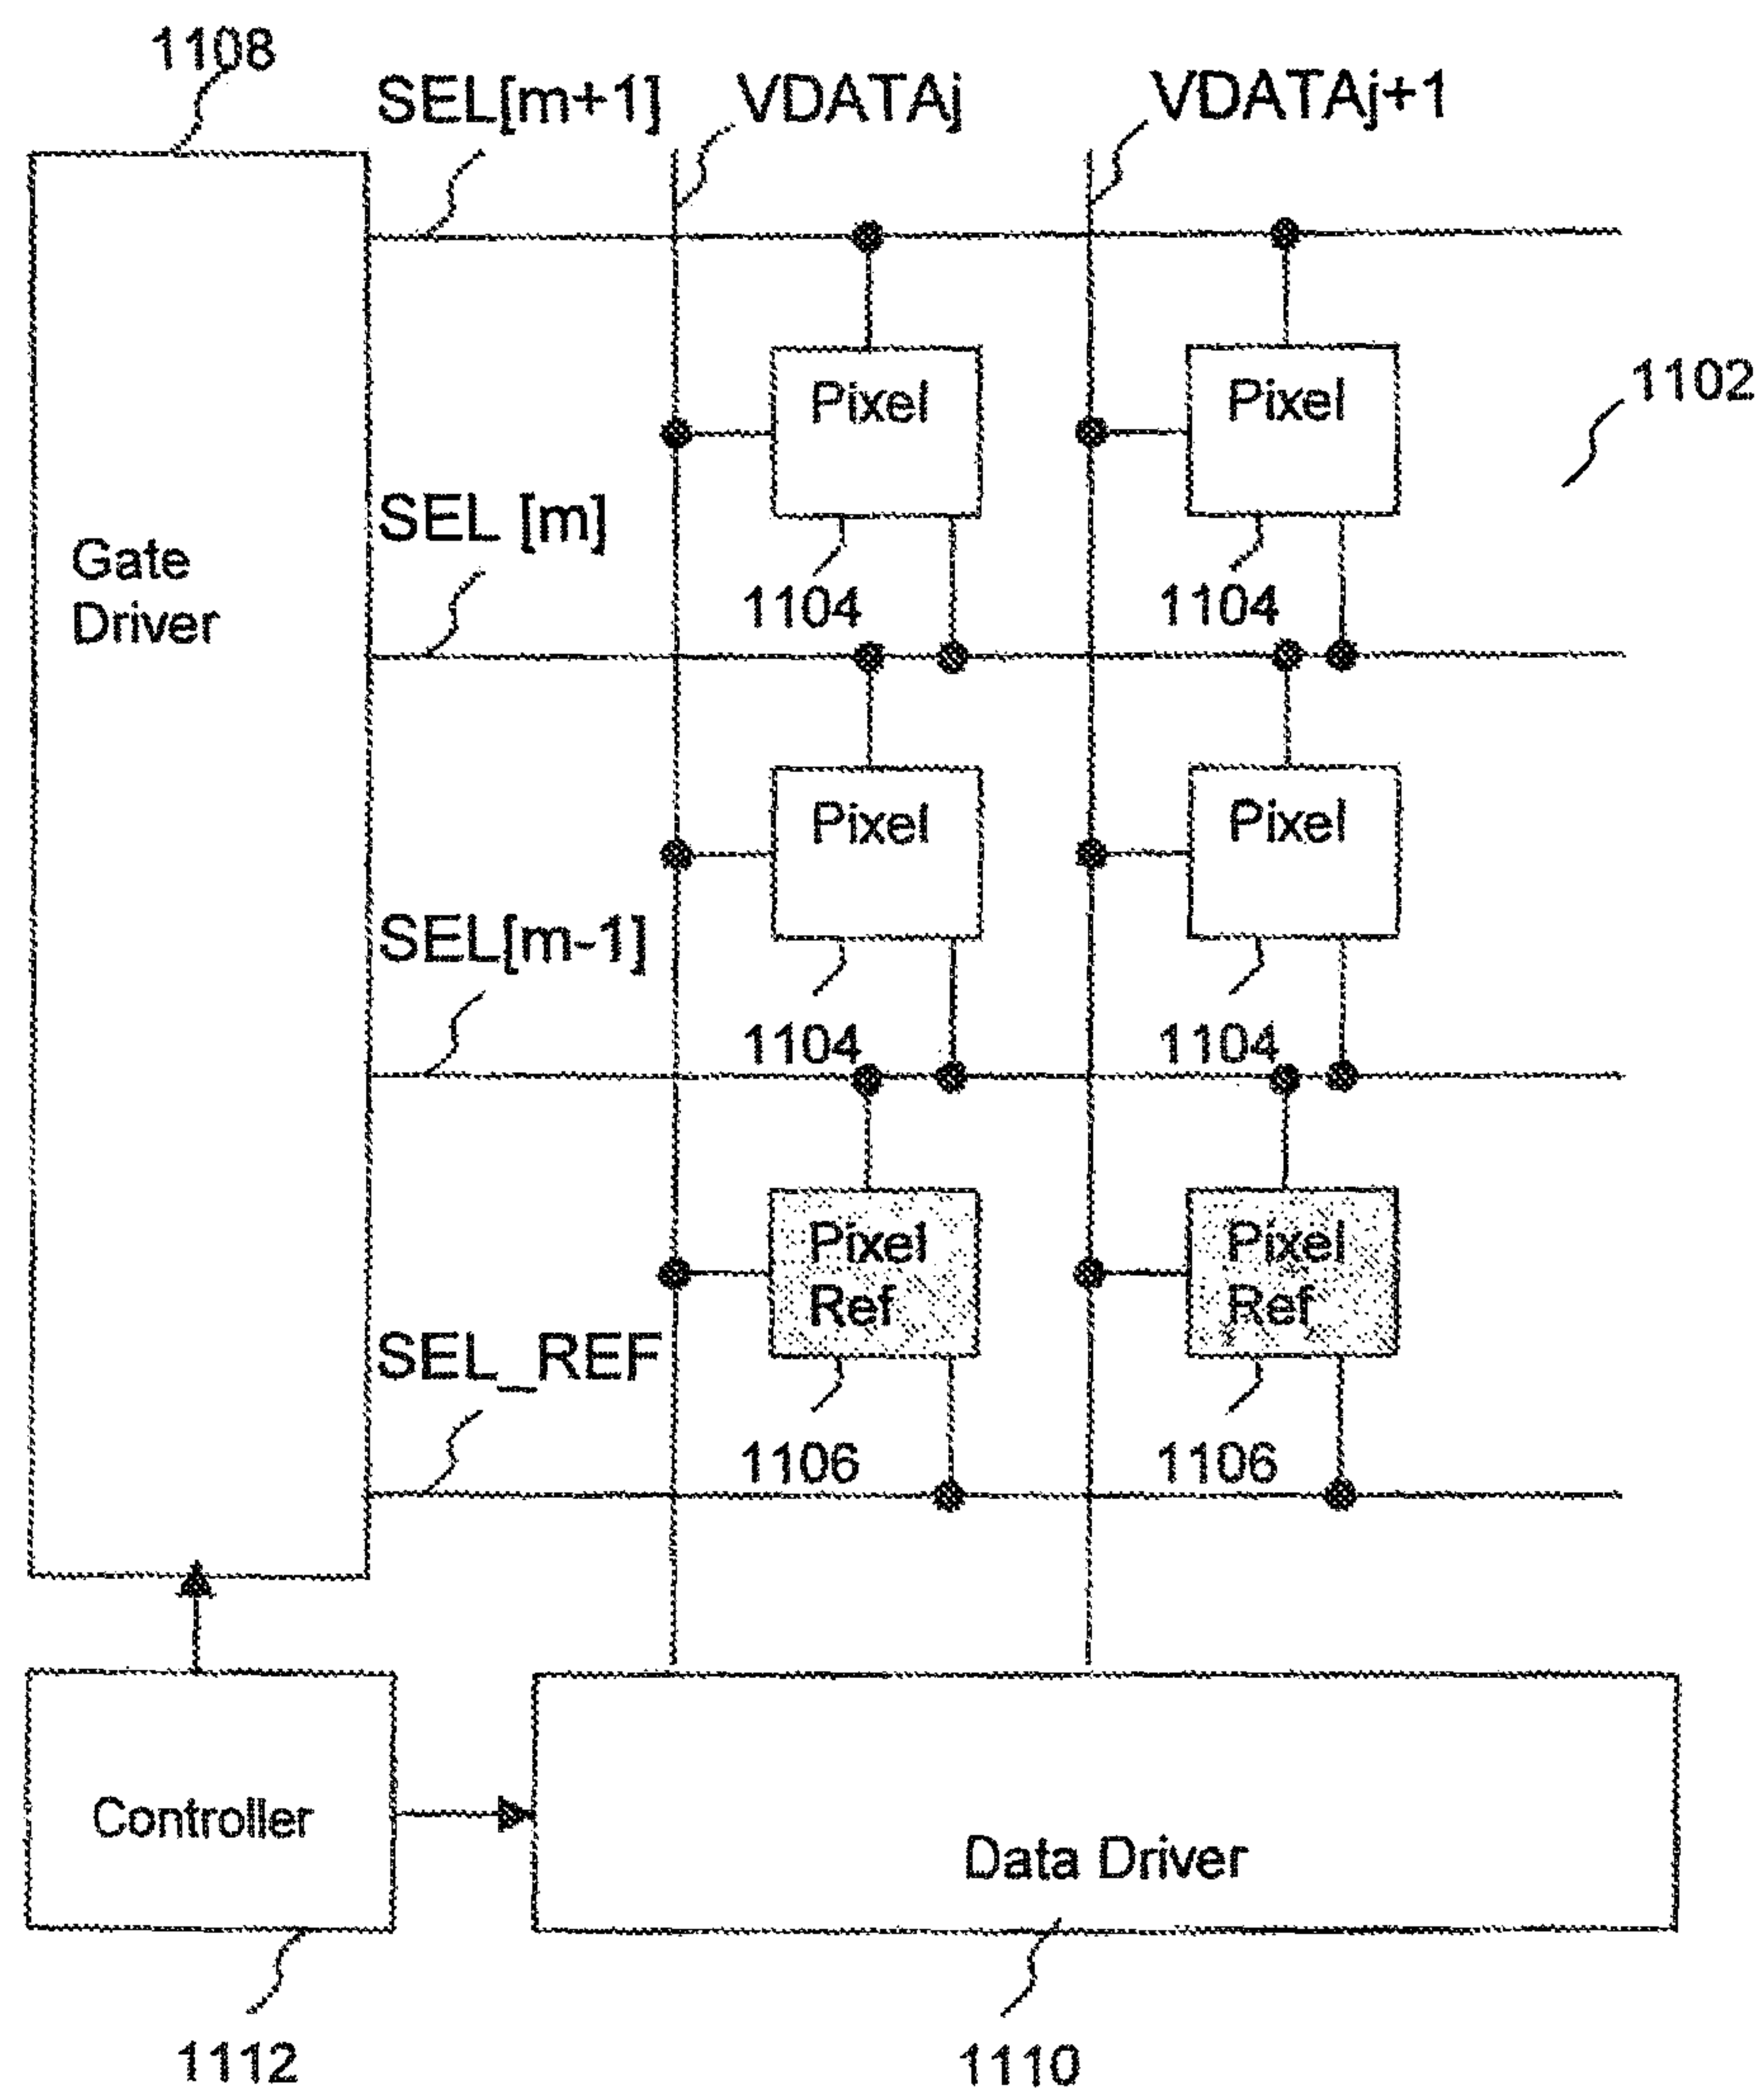 1108
SEL[m+1]
VDATAj
VDATAj+1
Pixel
Pixel
1102
SEL [m]
Gate
Driver
1104
1104
Pixel
Pixel
SEL[m-1]
1104
1104
Pixel
Ref
Pixel
Ref
SEL_REF
1106
1106
Controller
Data Driver
1112
1110